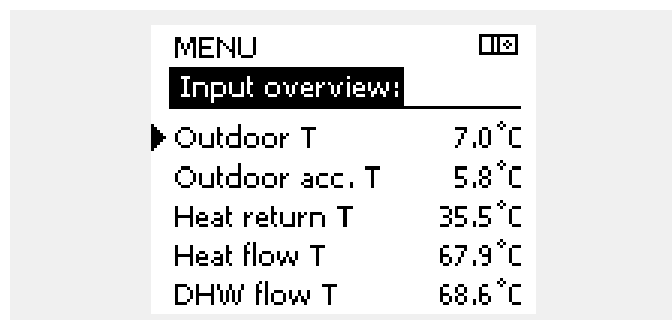 MENU
Input overview:
Outdoor T 7.0°C
Outdoor acc. T 5.8°C
Heat return T 35.5°C
Heat flow T 67.9°C
DHW flow T 68.6°C